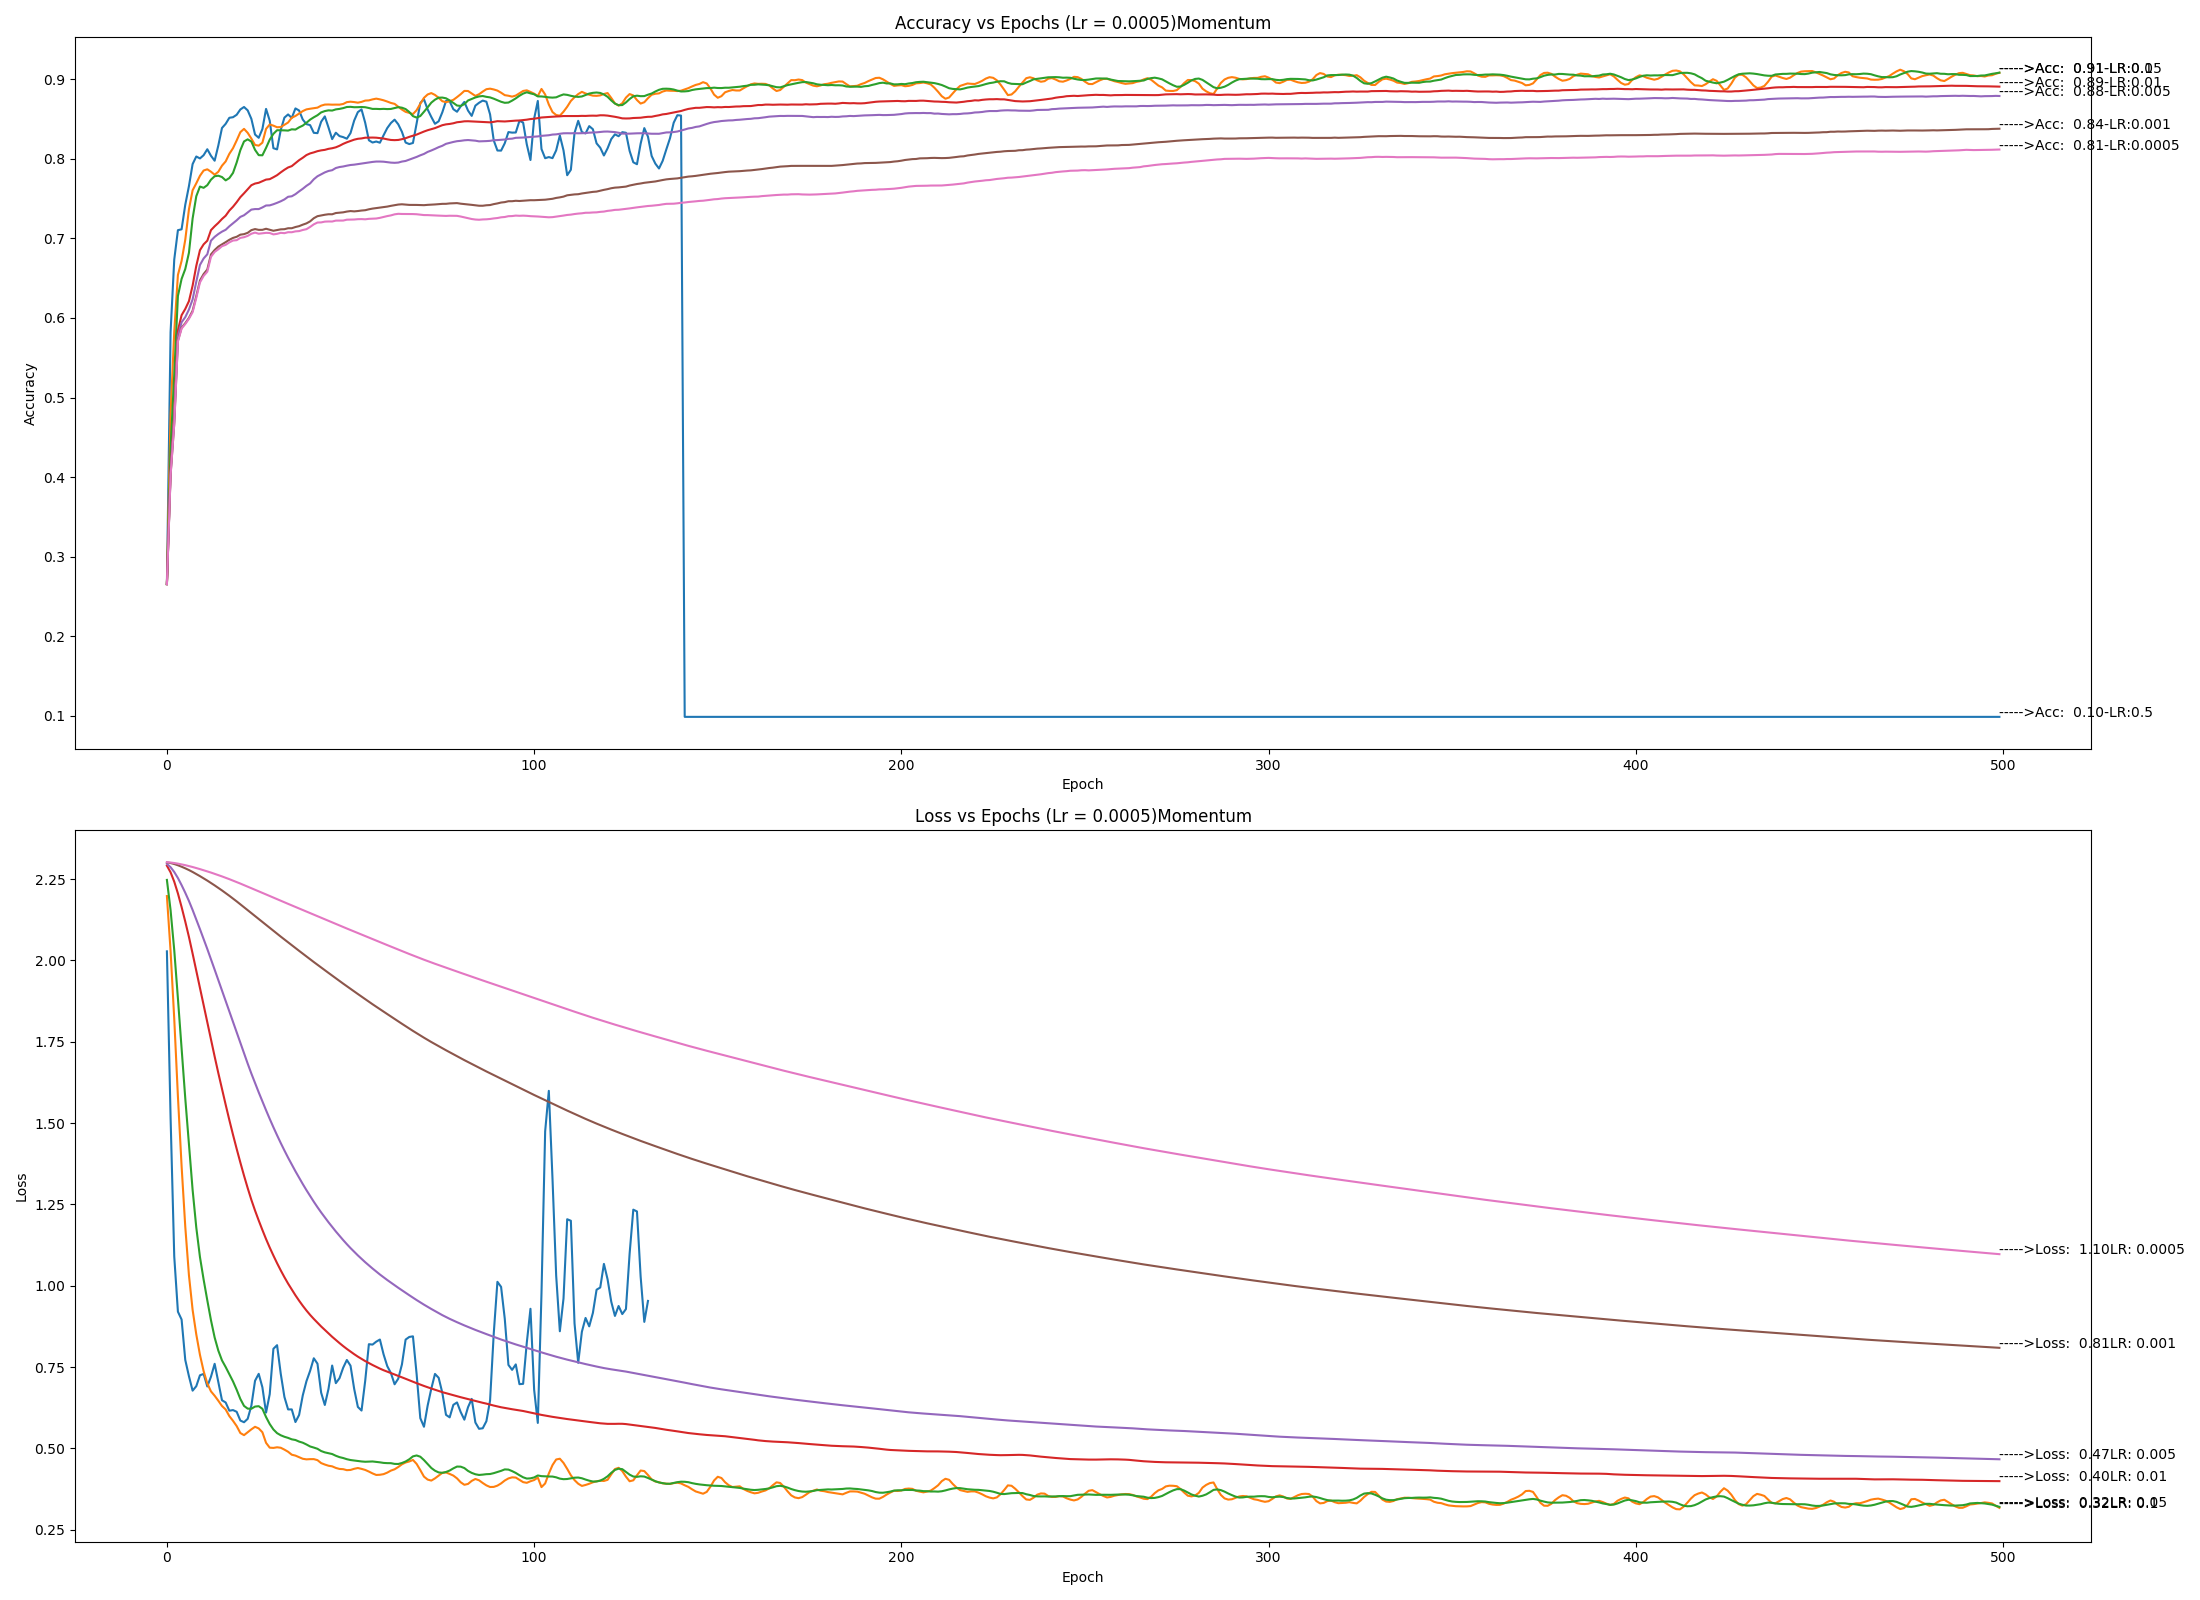 Accuracy vs Epochs (Lr = 0.0005)Momentum
Accuracy
0.9
0.8
0.7
0.6
0.5
0.4
0.3
0.2
0.1
----->Acc:  0.91-LR:0.
----->Acc:  0.89-LR:0.01
----->Acc:  0.88-LR:0.005
----->Acc:  0.84-LR:0.001
----->Acc:  0.81-LR:0.0005
----->Acc:  0.10-LR:0.5
0 100 200 300 400 500
Epoch
Loss vs Epochs (Lr = 0.0005)Momentum
Loss
2.25
2.00
1.75
1.50
1.25
1.00
0.75
0.50
0.25
----->Loss:  1.10LR: 0.0005
----->Loss:  0.81LR: 0.001
----->Loss:  0.47LR: 0.005
----->Loss:  0.40LR: 0.01
----->Loss:  0.32LR: 0.
0 100 200 300 400 500
Epoch